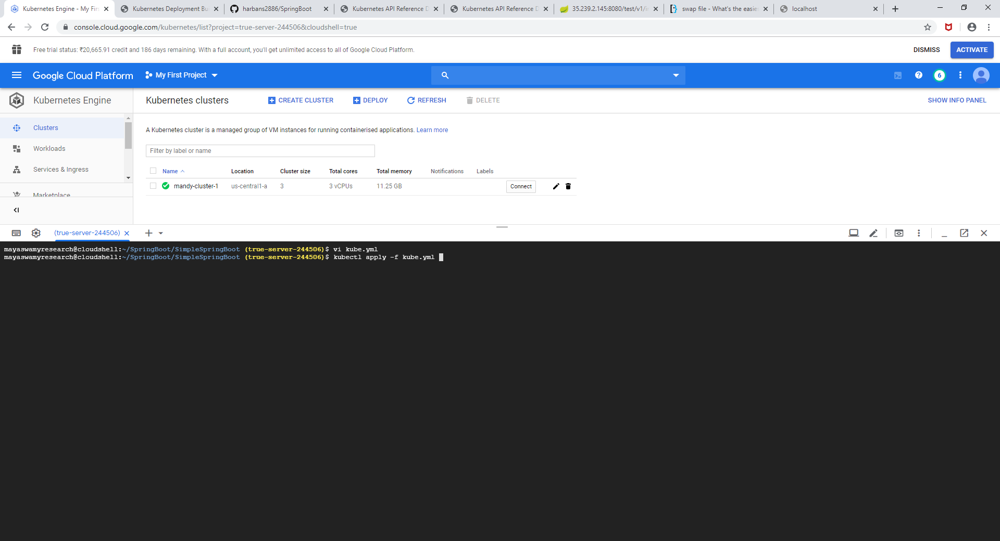 Kubernetes Engine - My Fir
Kubernetes Deployment Bu
harbans2886/SpringBoot
Kubernetes API Reference D
Kubernetes API Reference D
35.239.2.145:8080/test/v1/i
swap file - What's the easies
localhost
console.cloud.google.com/kubernetes/list?project=true-server-244506&cloudshell=true
Free trial status: ₹20,665.91 credit and 186 days remaining. With a full account, you'll get unlimited access to all of Google Cloud Platform.
DISMISS
ACTIVATE
Google Cloud Platform
My First Project
6
Kubernetes Engine
Kubernetes clusters
CREATE CLUSTER
DEPLOY
REFRESH
DELETE
SHOW INFO PANEL
Clusters
Workloads
Services & Ingress
Marketplace
A Kubernetes cluster is a managed group of VM instances for running containerised applications. Learn more
Filter by label or name
Name Location Cluster size Total cores Total memory Notifications Labels
mandy-cluster-1 us-central1-a 3 3 vCPUs 11.25 GB Connect
(true-server-244506)
mayaswamyresearch@cloudshell:~/SpringBoot/SimpleSpringBoot (true-server-244506)$ vi kube.yml
mayaswamyresearch@cloudshell:~/SpringBoot/SimpleSpringBoot (true-server-244506)$ kubectl apply -f kube.yml